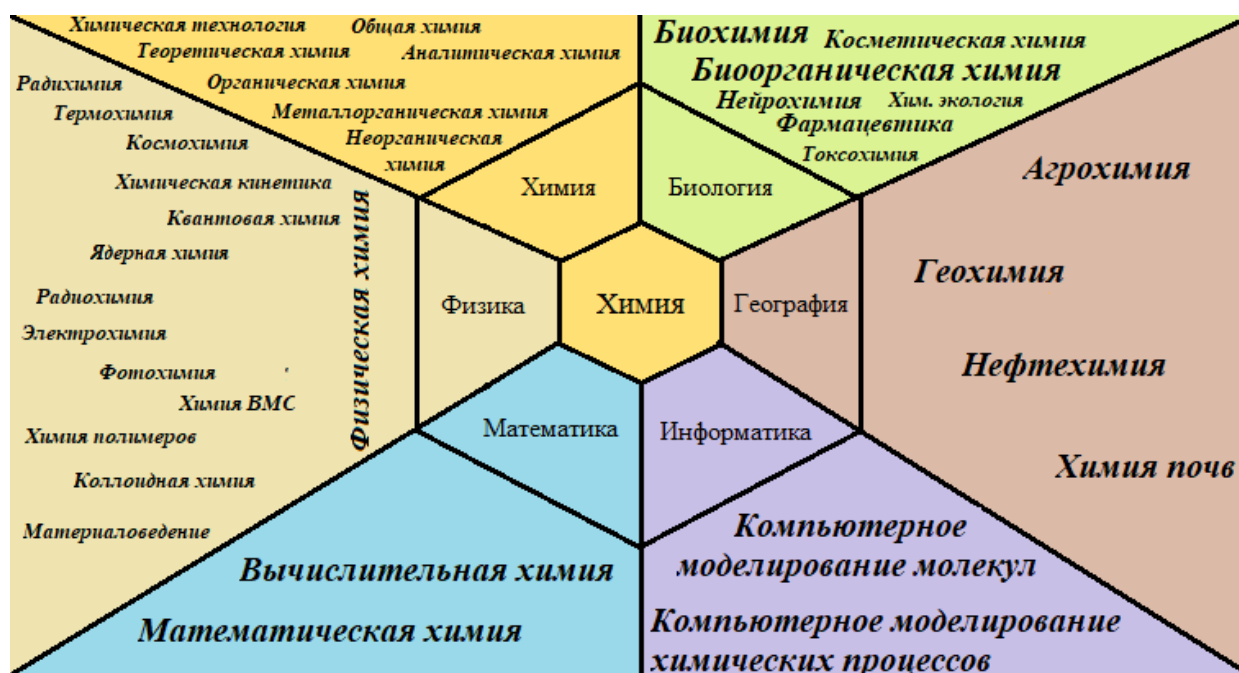 Химическая технология
Общая химия
Теоретическая химия
Аналитическая химия
Органическая химия
Металлорганическая химия
Неорганическая
химия
Биохимия
Косметическая химия
Биоорганическая химия
Нейрохимия
Хим. экология
Фармацевтика
Токсохимия
Радихимия
Термохимия
Космохимия
Химическая кинетика
Квантовая химия
Ядерная химия
Радиохимия
Электрохимия
Фотохимия
Химия ВМС
Химия полимеров
Коллоидная химия
Материаловедение
Физическая химия
Химия
Биология
Физика
Химия
География
Математика
Информатика
Агрохимия
Геохимия
Нефтехимия
Химия почв
Вычислительная химия
Математическая химия
Компьютерное
моделирование молекул
Компьютерное моделирование
химических процессов